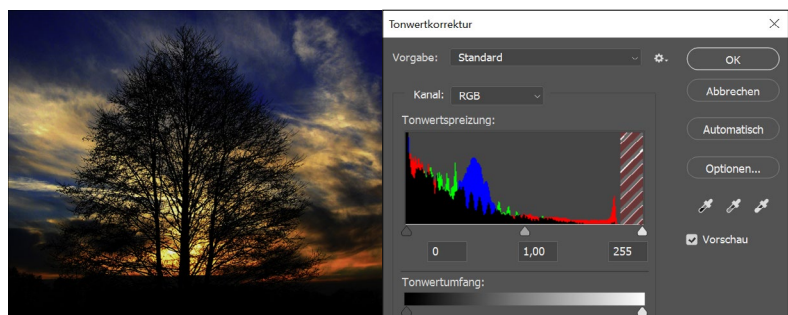 Tonwertkorrektur
Vorgabe: Standard
OK
Kanal: RGB
Abbrechen
Tonwertspreizung:
Automatisch
Optionen...
0 1,00 255
Vorschau
Tonwertumfang: